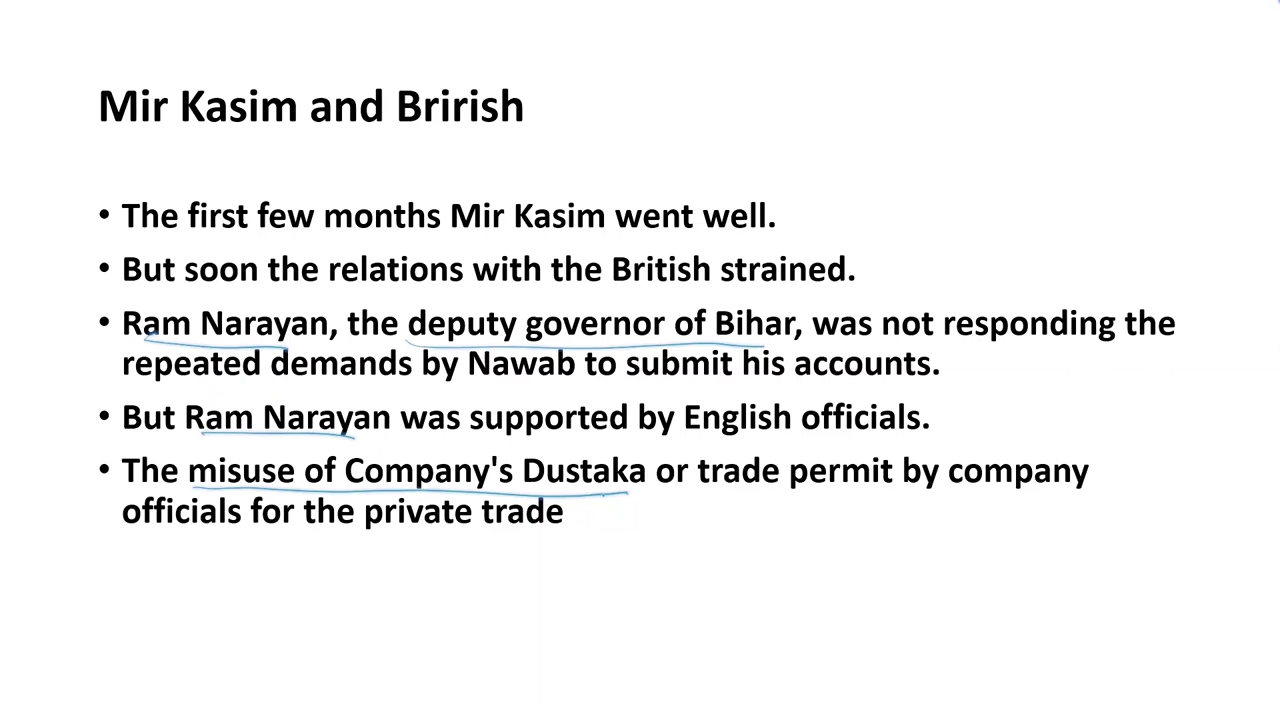 Mir Kasim and Brirish
• The first few months Mir Kasim went well.
• But soon the relations with the British strained.
• Ram Narayan, the deputy governor of Bihar, was not responding the
repeated demands by Nawab to submit his accounts.
• But Ram Narayan was supported by English officials.
• The misuse of Company's Dustaka or trade permit by company
officials for the private trade